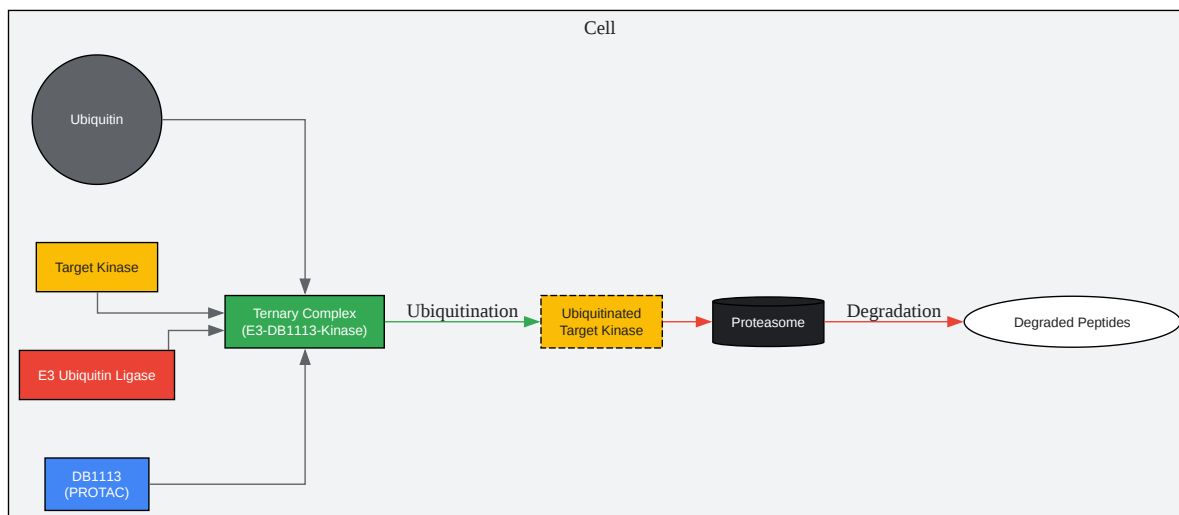 Cell
Ubiquitin
Target Kinase
E3 Ubiquitin Ligase
DB1113
(PROTAC)
Ternary Complex
(E3-DB1113-Kinase)
Ubiquitination
Ubiquitinated
Target Kinase
Proteasome
Degradation
Degraded Peptides